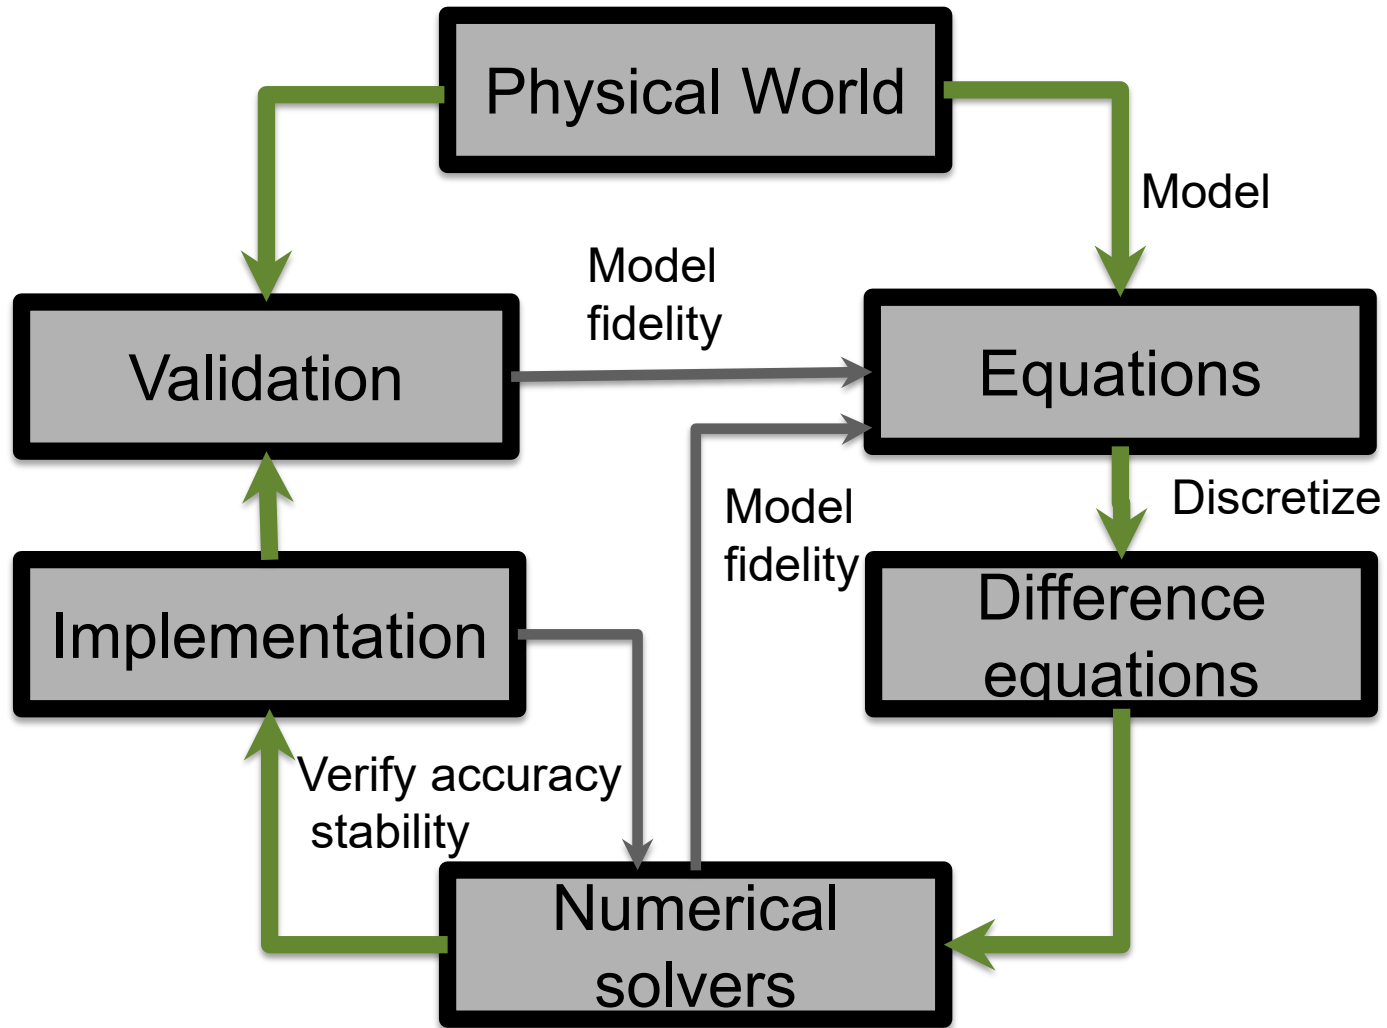 Physical World
Model
Model
fidelity
Validation
Equations
Model
fidelity
Discretize
Implementation
Difference
equations
Verify accuracy
stability
Numerical
solvers